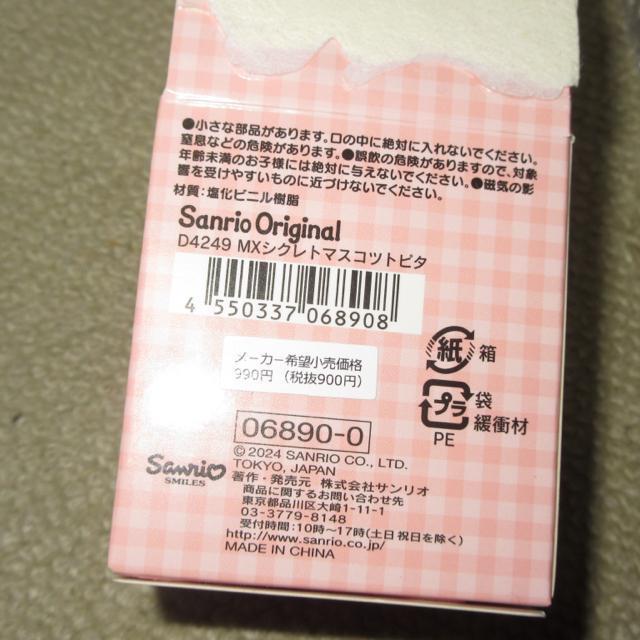 ●小さな部品があります。口の中に絶対に入れないでください。
窒息などの危険があります。●誤飲の危険がありますので、対象
年齢未満のお子様には絶対に与えないでください。●磁気の影
響を受けやすいものに近づけないでください。
材質：塩化ビニル樹脂
Sanrio Original
D4249 MXシクレトマスコツトピタ
4 550337 068908
メーカー希望小売価格
990円（税抜900円）
紙 箱
プラ 袋
緩衝材
PE
06890-0
©2024 SANRIO CO., LTD.
TOKYO, JAPAN
Sanrio
SMILES
著作・発売元 株式会社サンリオ
商品に関するお問い合わせ先
東京都品川区大崎1-11-1
03-3779-8148
受付時間：10時～17時(土日祝日を除く)
http://www.sanrio.co.jp/
MADE IN CHINA